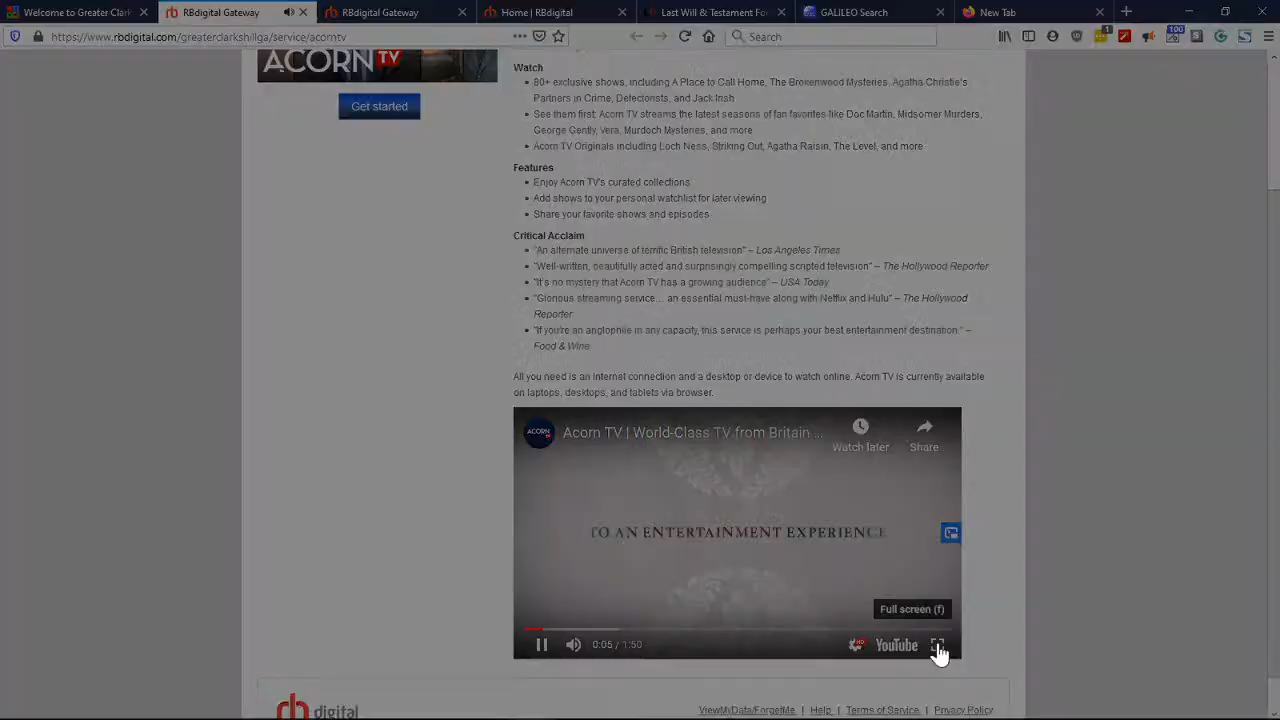 Welcome to Greater Clark
RBdigital Gateway
RBdigital Gateway
Home | RBdigital
Last Will & Testament Fo
GALILEO Search
New Tab
https://www.rbdigital.com/greaterclarkshillga/service/acorntv
Search
100
ACORN TV
Get started
Watch
80+ exclusive shows, including A Place to Call Home, The Brokenwood Mysteries, Agatha Christie's
Partners in Crime, Detectorists, and Jack Irish
See them first: Acorn TV streams the latest seasons of fan favorites like Doc Martin, Midsomer Murders,
George Gently, Vera, Murdoch Mysteries, and more
Acorn TV Originals including Loch Ness, Striking Out, Agatha Raisin, The Level, and more
Features
Enjoy Acorn TV's curated collections
Add shows to your personal watchlist for later viewing
Share your favorite shows and episodes
Critical Acclaim
"An alternate universe of terrific British television" – Los Angeles Times
"Well-written, beautifully acted and surprisingly compelling scripted television" – The Hollywood Reporter
"It's no mystery that Acorn TV has a growing audience" – USA Today
"Glorious streaming service... an essential must-have along with Netflix and Hulu" – The Hollywood
Reporter
"If you're an anglophile in any capacity, this service is perhaps your best entertainment destination." –
Food & Wine
All you need is an Internet connection and a desktop or device to watch online. Acorn TV is currently available
on laptops, desktops, and tablets via browser.
ACORN TV
Acorn TV | World-Class TV from Britain ...
Watch later
Share
TO AN ENTERTAINMENT EXPERIENCE
Full screen (f)
0:05 / 1:50
HD
YouTube
digital
ViewMyData/ForgetMe | Help | Terms of Service | Privacy Policy